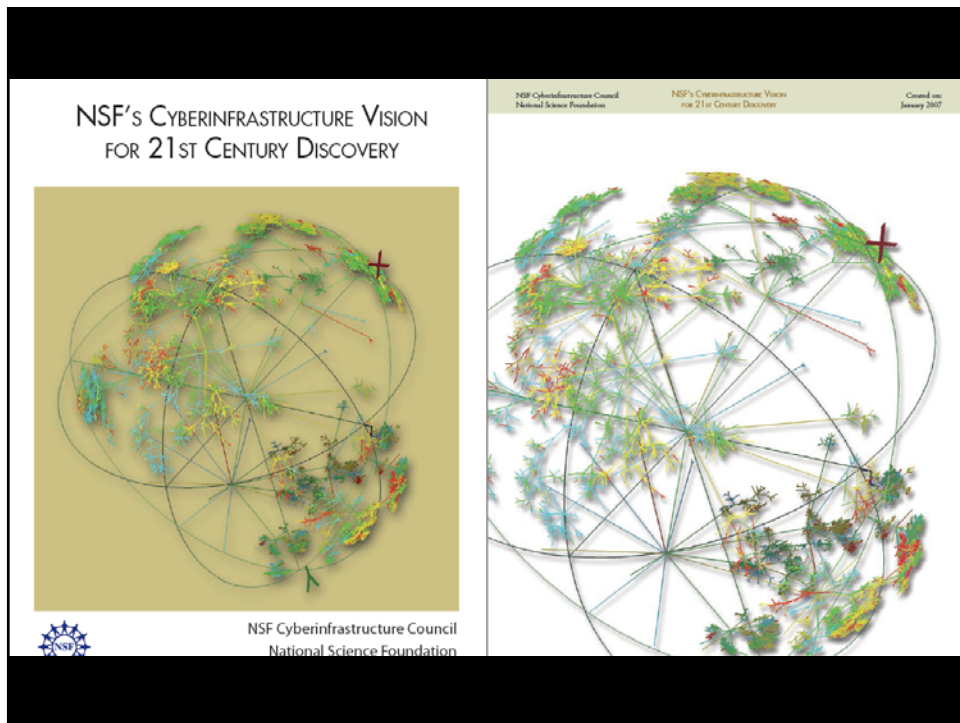 NSF's Cyberinfrastructure Vision
for 21st Century Discovery
NSF
NSF Cyberinfrastructure Council
National Science Foundation
NSF Cyberinfrastructure Council
National Science Foundation
NSF's Cyberinfrastructure Vision
for 21st Century Discovery
Created on:
January 2007